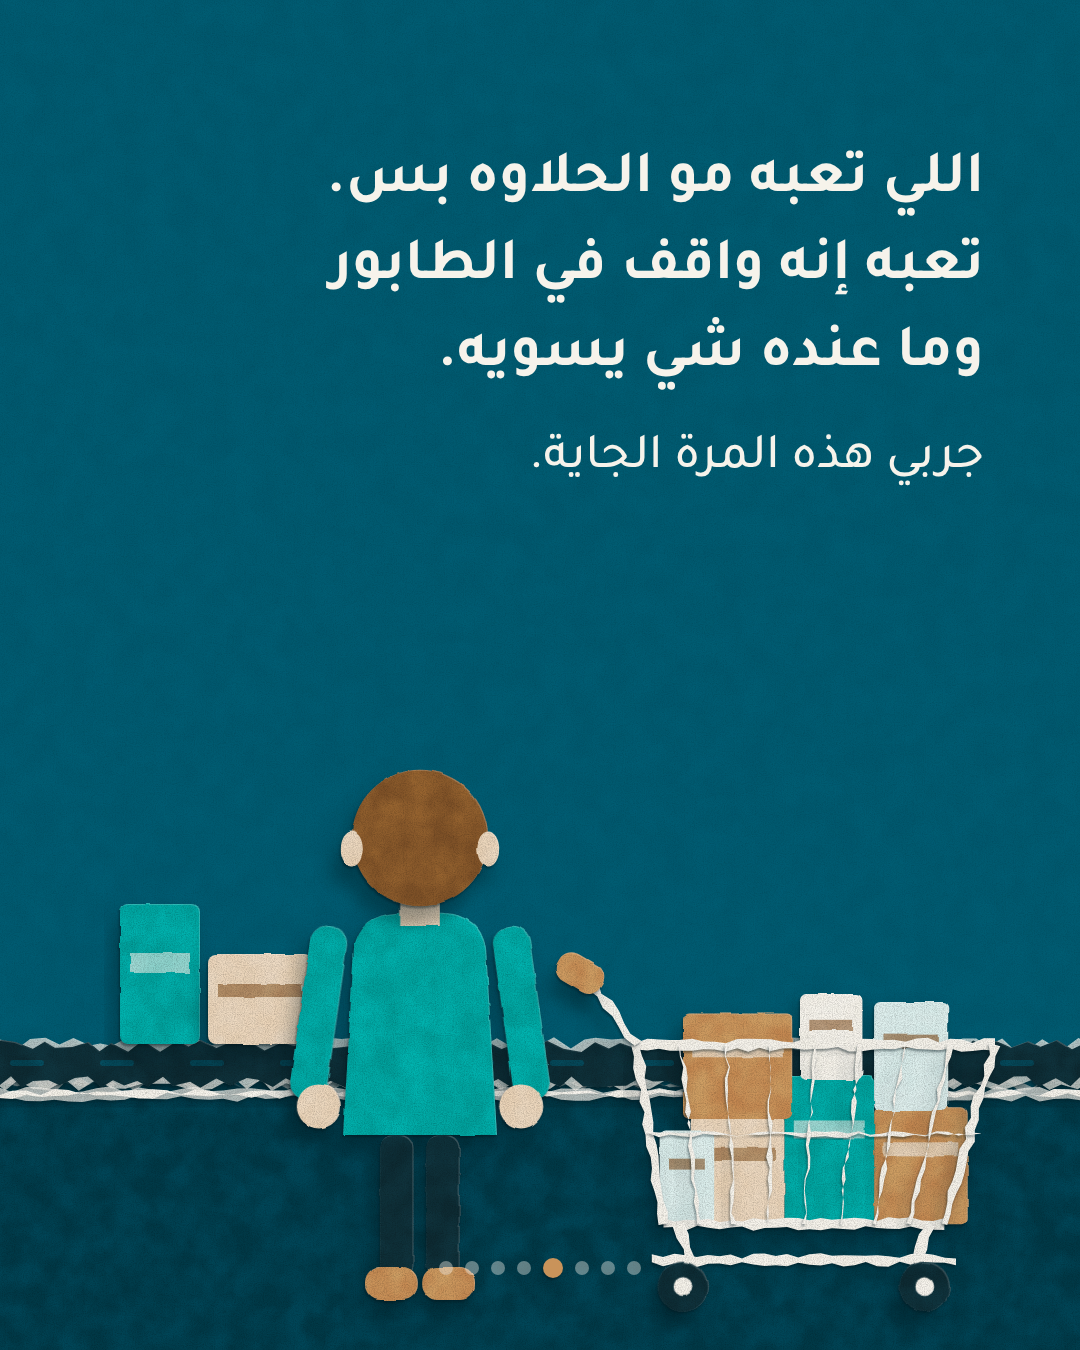 اللي تعبه مو الحلاوه بس.
تعبه إنه واقف في الطابور
وما عنده شي يسويه.
جربي هذه المرة الجاية.